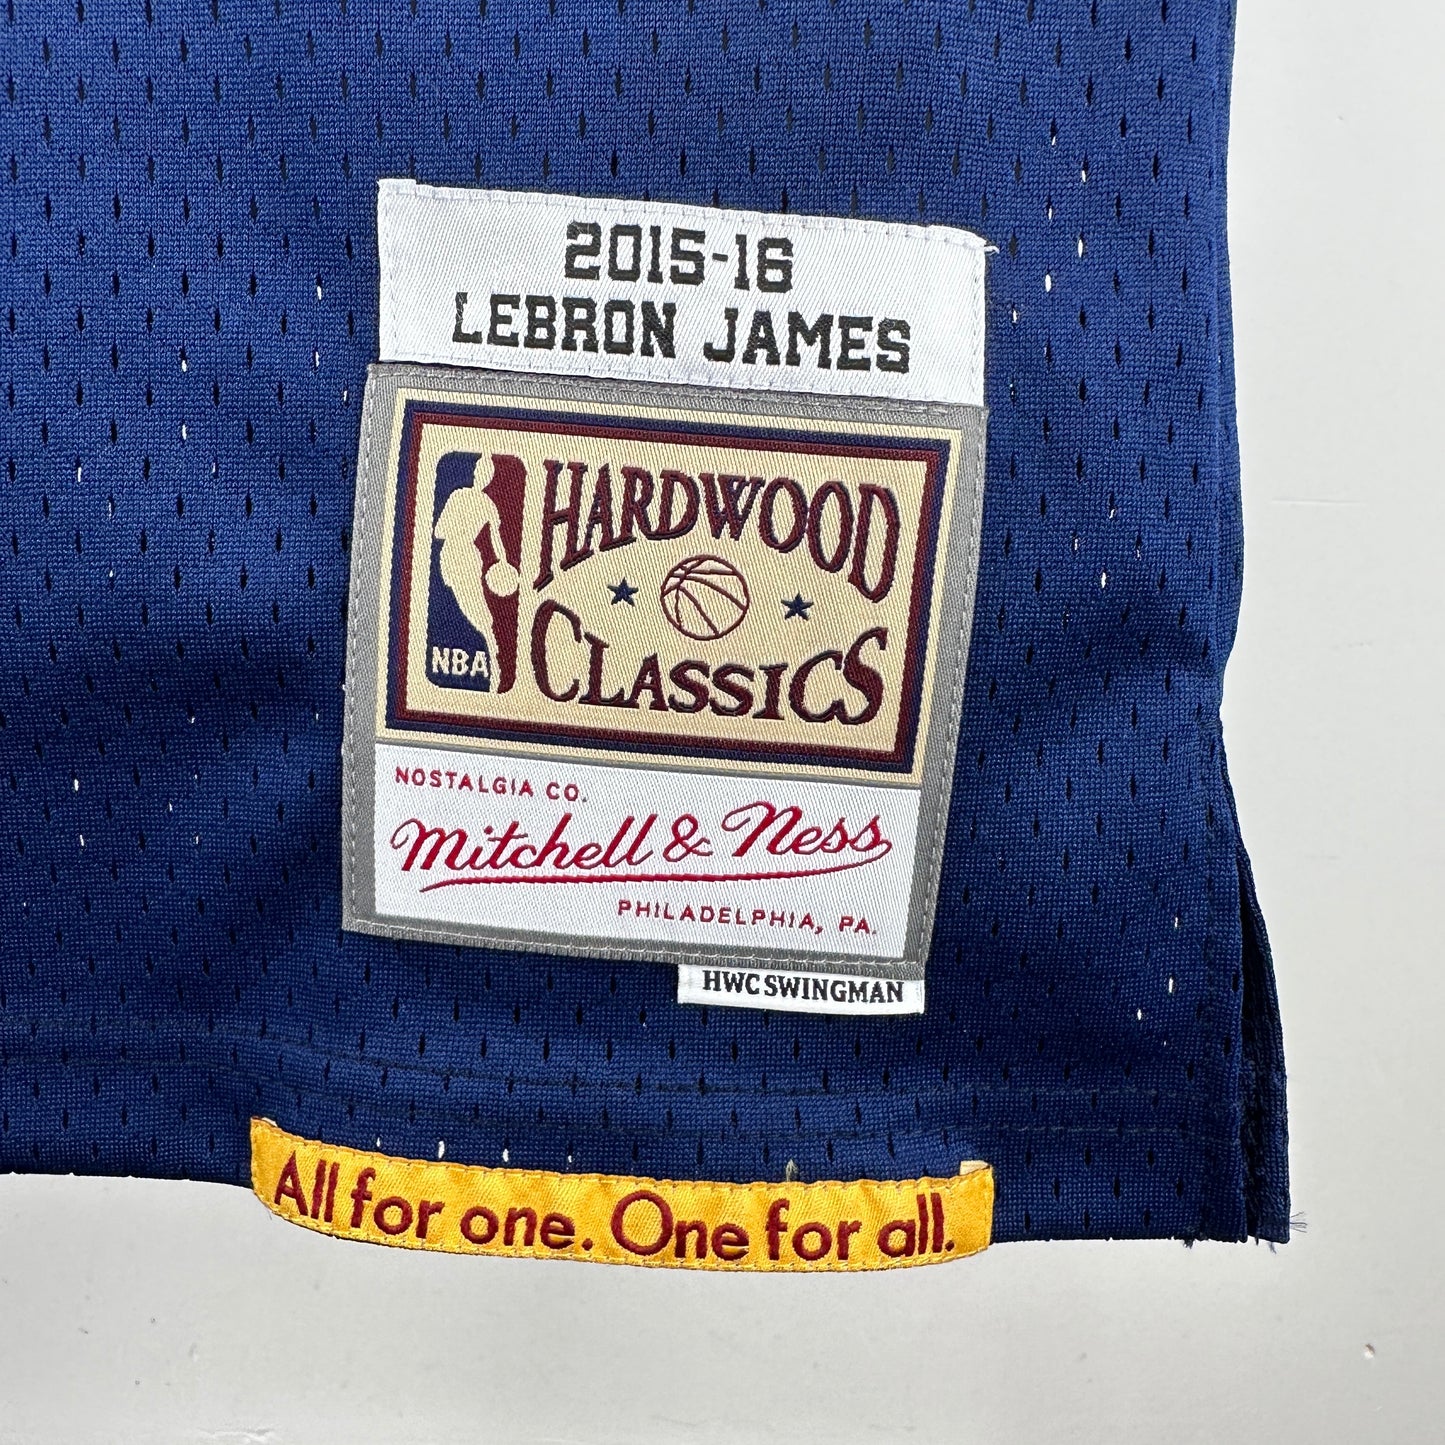 2015-16
LEBRON JAMES
HARDWOOD
CLASSICS
NBA
NOSTALGIA CO.
Mitchell & Ness
PHILADELPHIA, PA.
HWC SWINGMAN
All for one. One for all.